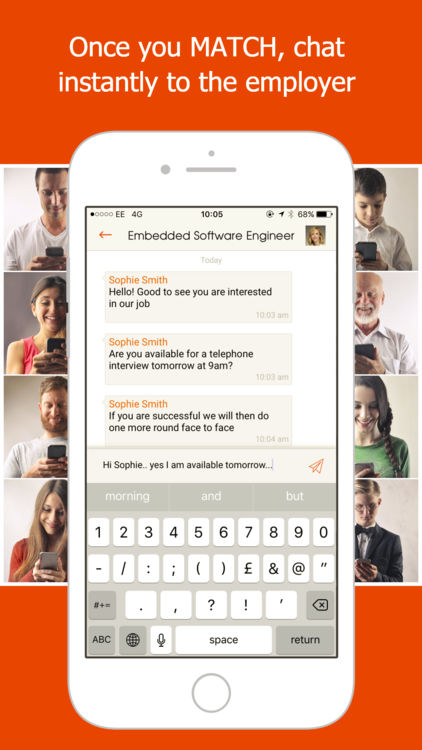 Once you MATCH, chat
instantly to the employer
EE 4G 10:05 68%
Embedded Software Engineer
Today
Sophie Smith
Hello! Good to see you are interested
in our job
10:03 am
Sophie Smith
Are you available for a telephone
interview tomorrow at 9am?
10:03 am
Sophie Smith
If you are successful we will then do
one more round face to face
10:04 am
Hi Sophie.. yes I am available tomorrow...
morning and but
1 2 3 4 5 6 7 8 9 0
- / : ; ( ) £ & @ "
#+= . , ? ! '
ABC space return